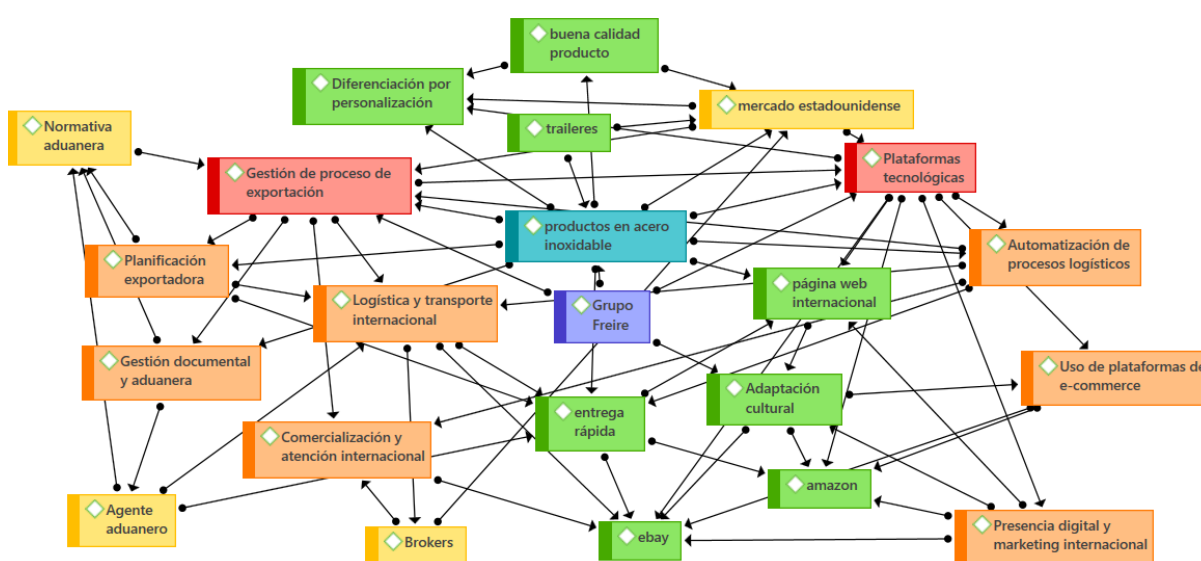 buena calidad
producto
Diferenciación por
personalización
mercado estadounidense
traileres
Normativa
aduanera
Gestión de proceso de
exportación
Plataformas
tecnológicas
productos en acero
inoxidable
Automatización de
procesos logísticos
Planificación
exportadora
Logística y transporte
internacional
Grupo
Freire
página web
internacional
Gestión documental
y aduanera
Uso de plataformas de
e-commerce
Adaptación
cultural
entrega
rápida
Comercialización y
atención internacional
amazon
Agente
aduanero
Brokers
ebay
Presencia digital y
marketing internacional